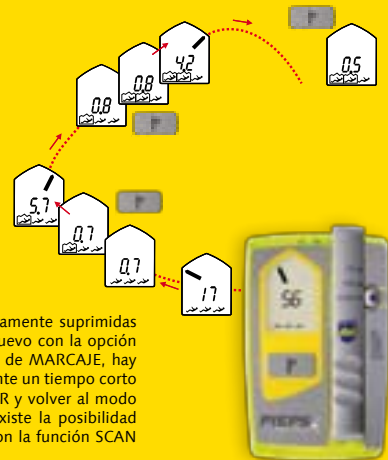 4.2
0.8
0.8
0.5
5.7
0.7
0.7
17
56
PIEPS
amente suprimidas
uevo con la opción
de MARCAJE, hay
nte un tiempo corto
R y volver al modo
xiste la posibilidad
on la función SCAN